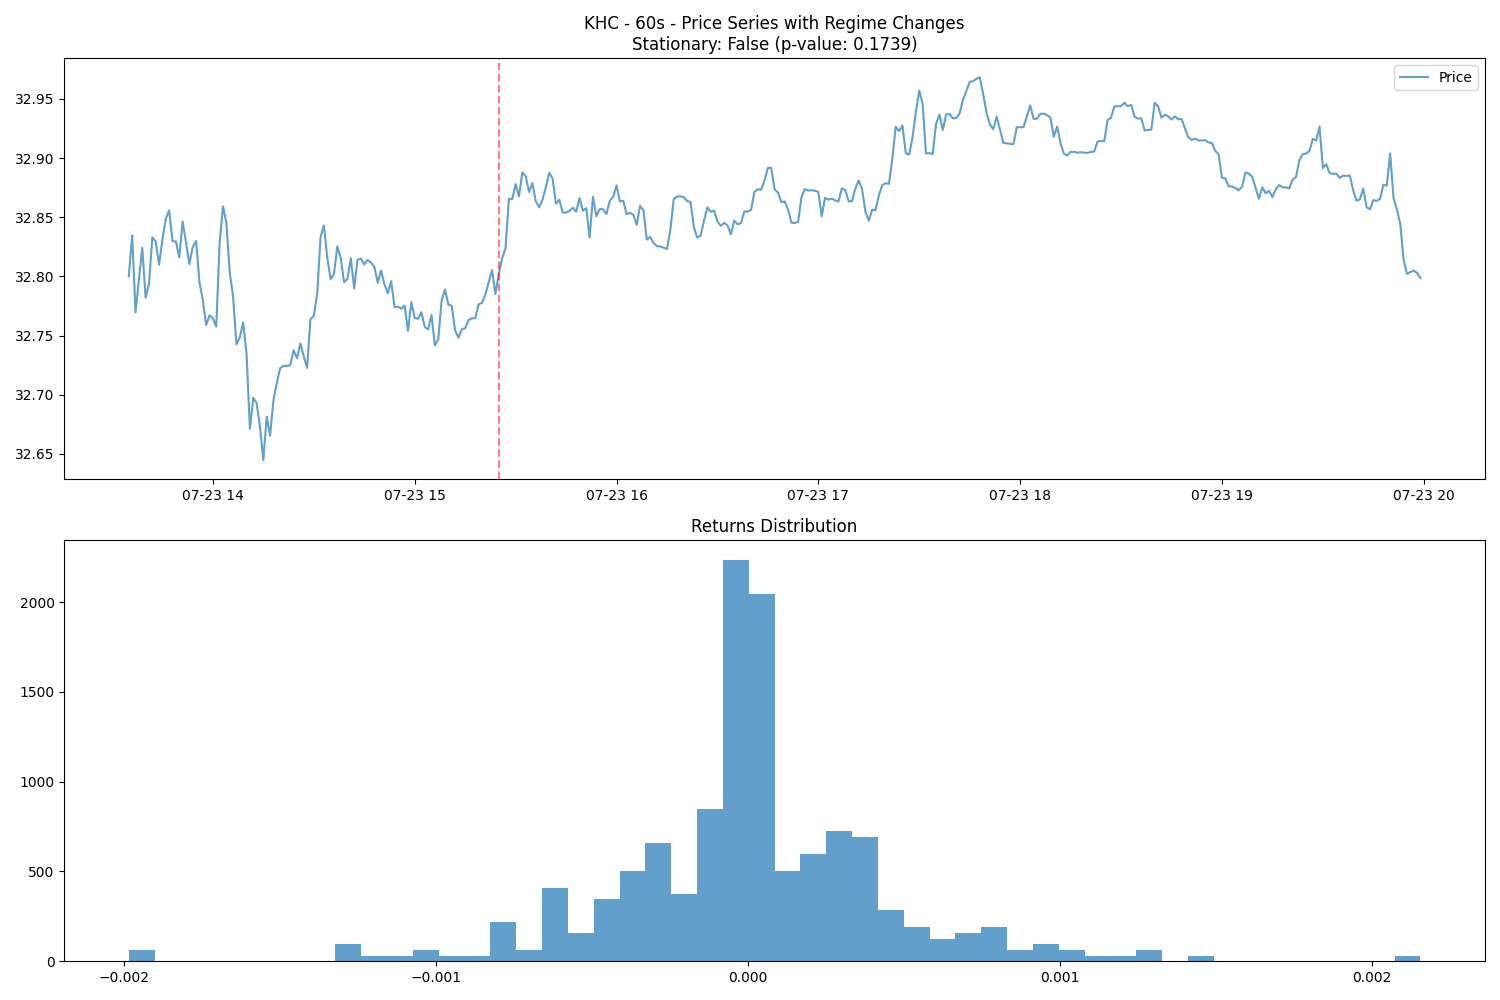 KHC - 60s - Price Series with Regime Changes
Stationary: False (p-value: 0.1739)
Price
32.95
32.90
32.85
32.80
32.75
32.70
32.65
07-23 14 07-23 15 07-23 16 07-23 17 07-23 18 07-23 19 07-23 20
Returns Distribution
2000
1500
1000
500
0
−0.002 −0.001 0.000 0.001 0.002